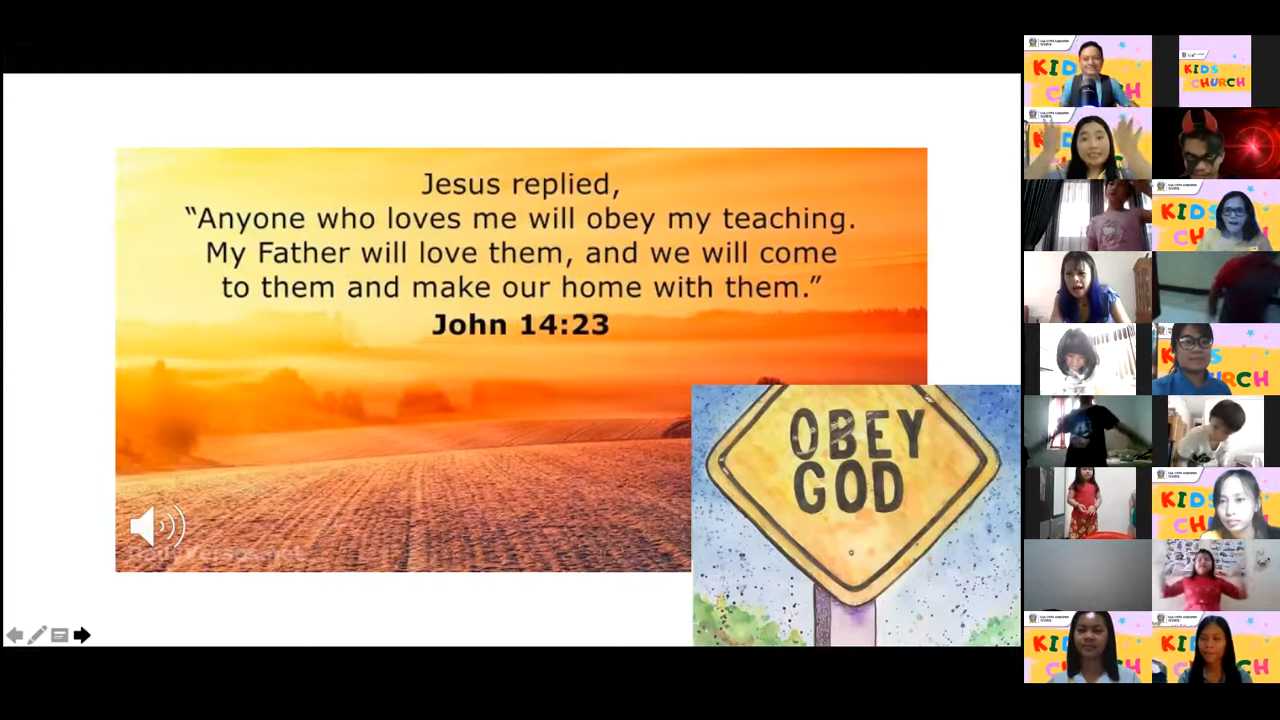 Jesus replied,
“Anyone who loves me will obey my teaching.
My Father will love them, and we will come
to them and make our home with them.”
John 14:23
OBEY
GOD
KIDS
CHURCH